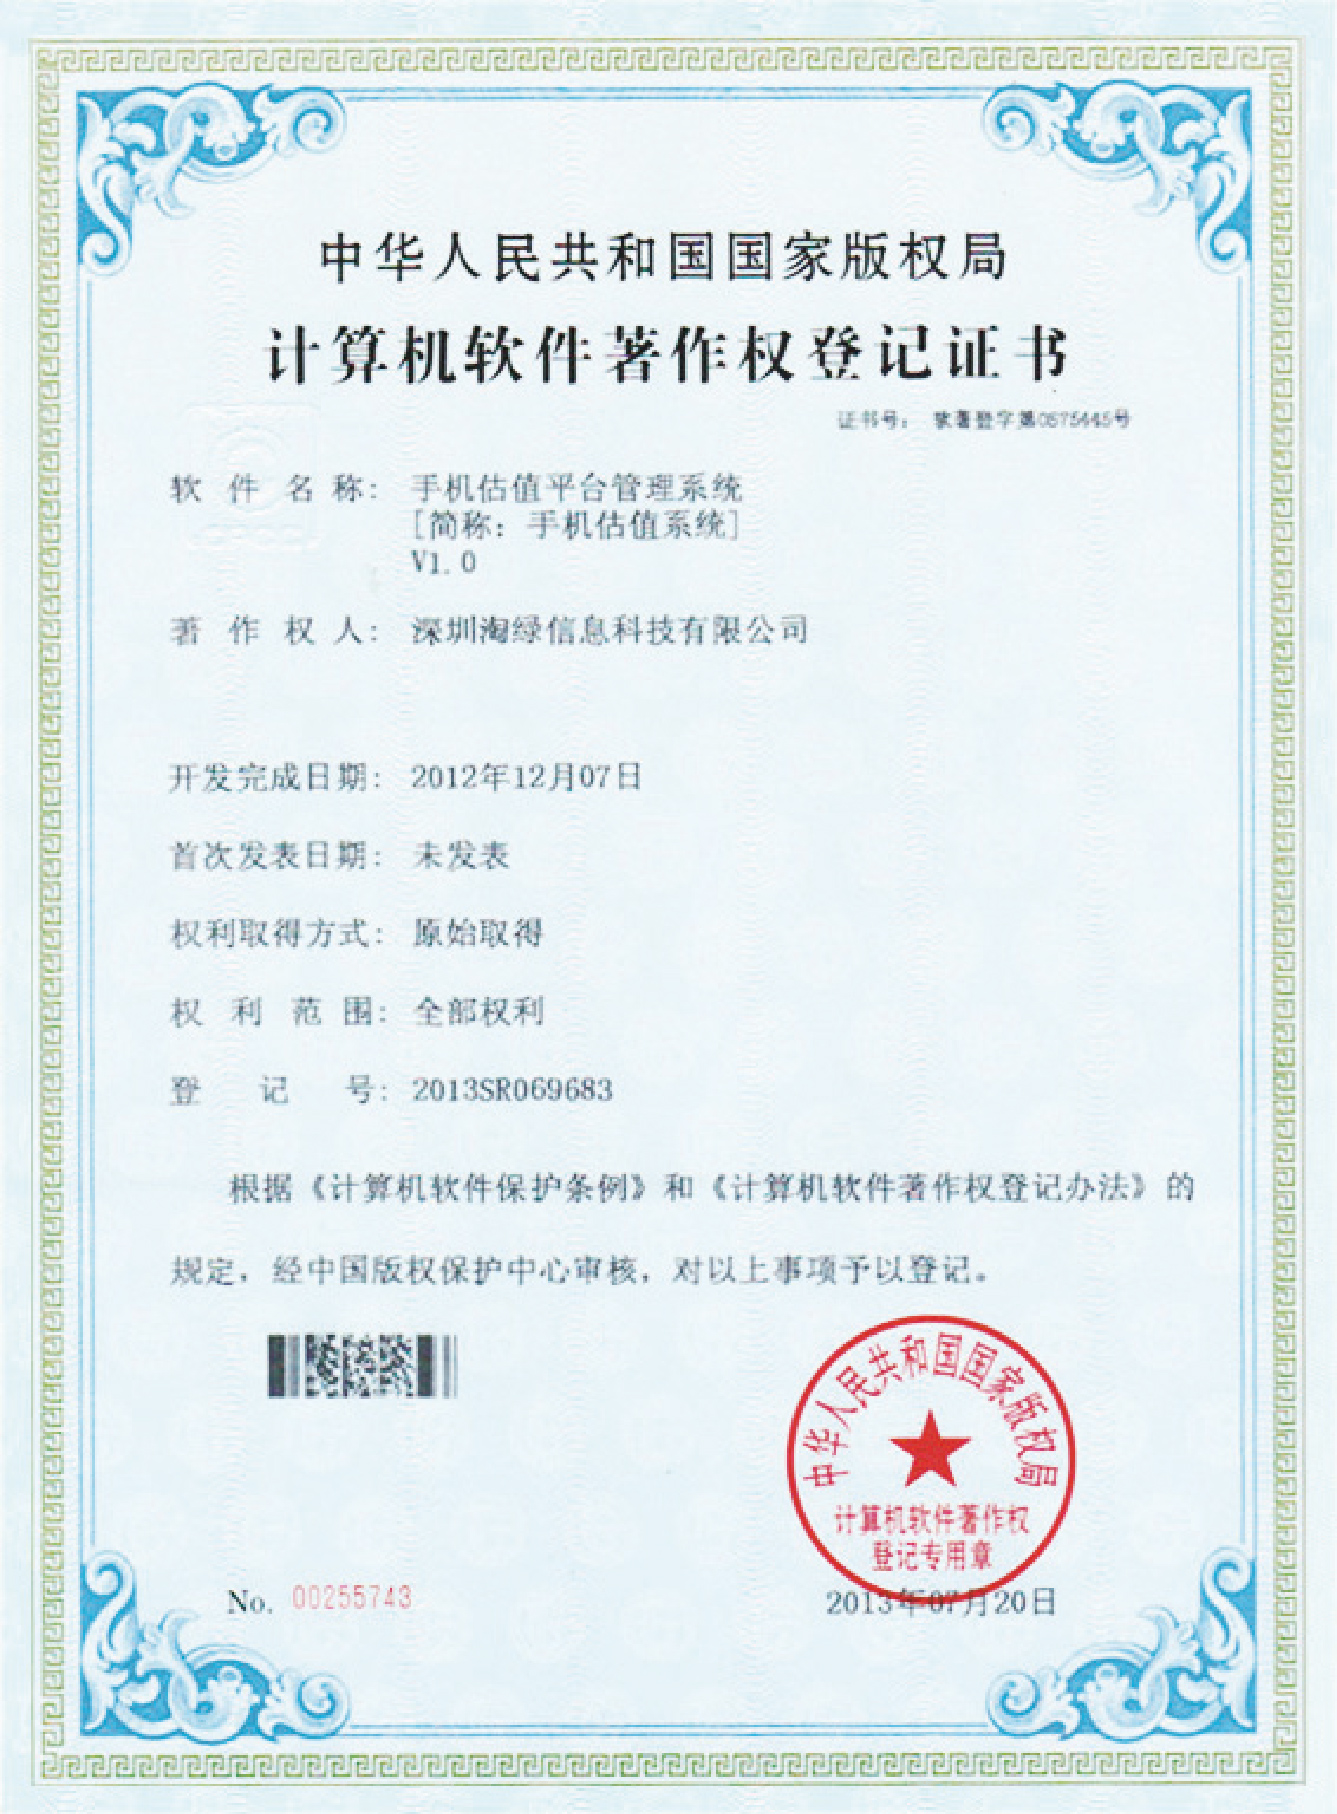 中华人民共和国国家版权局
计算机软件著作权登记证书
证书号： 软著登字第0575445号
软件名称： 手机估值平台管理系统
[简称：手机估值系统]
V1.0
著作权人： 深圳淘绿信息科技有限公司
开发完成日期： 2012年12月07日
首次发表日期： 未发表
权利取得方式： 原始取得
权利范围： 全部权利
登记号： 2013SR069683
根据《计算机软件保护条例》和《计算机软件著作权登记办法》的
规定，经中国版权保护中心审核，对以上事项予以登记。
中华人民共和国国家版权局
计算机软件著作权
登记专用章
No. 00255743
2013年07月20日